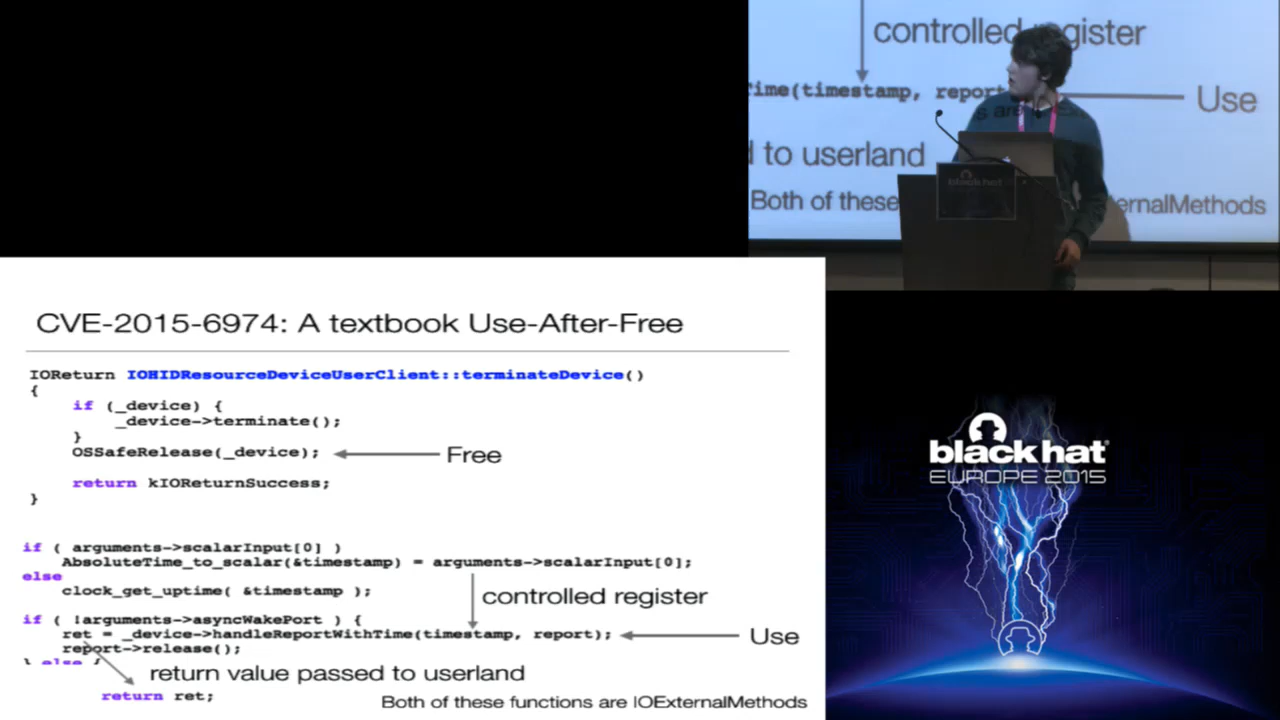 controlled register
Time(timestamp, report
Use
d to userland
Both of these
ernalMethods
black hat
CVE-2015-6974: A textbook Use-After-Free
IOReturn IOHIDResourceDeviceUserClient::terminateDevice()
{
if (_device) {
_device->terminate();
}
OSSafeRelease(_device);
Free
return kIOReturnSuccess;
}
if ( arguments->scalarInput[0] )
AbsoluteTime_to_scalar(&timestamp) = arguments->scalarInput[0];
else
clock_get_uptime( &timestamp );
controlled register
if ( !arguments->asyncWakePort ) {
ret = _device->handleReportWithTime(timestamp, report);
Use
report->release();
} else {
return value passed to userland
return ret;
Both of these functions are IOExternalMethods
black hat
EUROPE 2015